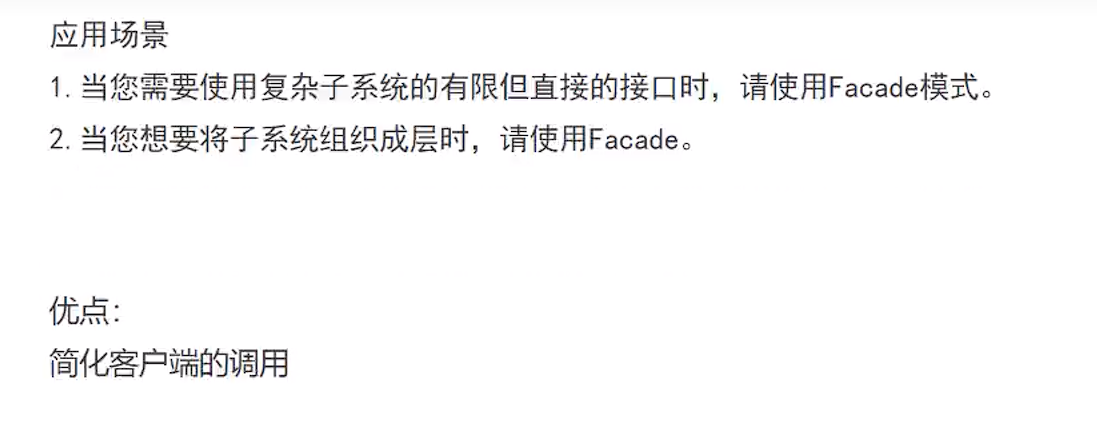 应用场景
1. 当您需要使用复杂子系统的有限但直接的接口时，请使用Facade模式。
2. 当您想要将子系统组织成层时，请使用Facade。
优点：
简化客户端的调用